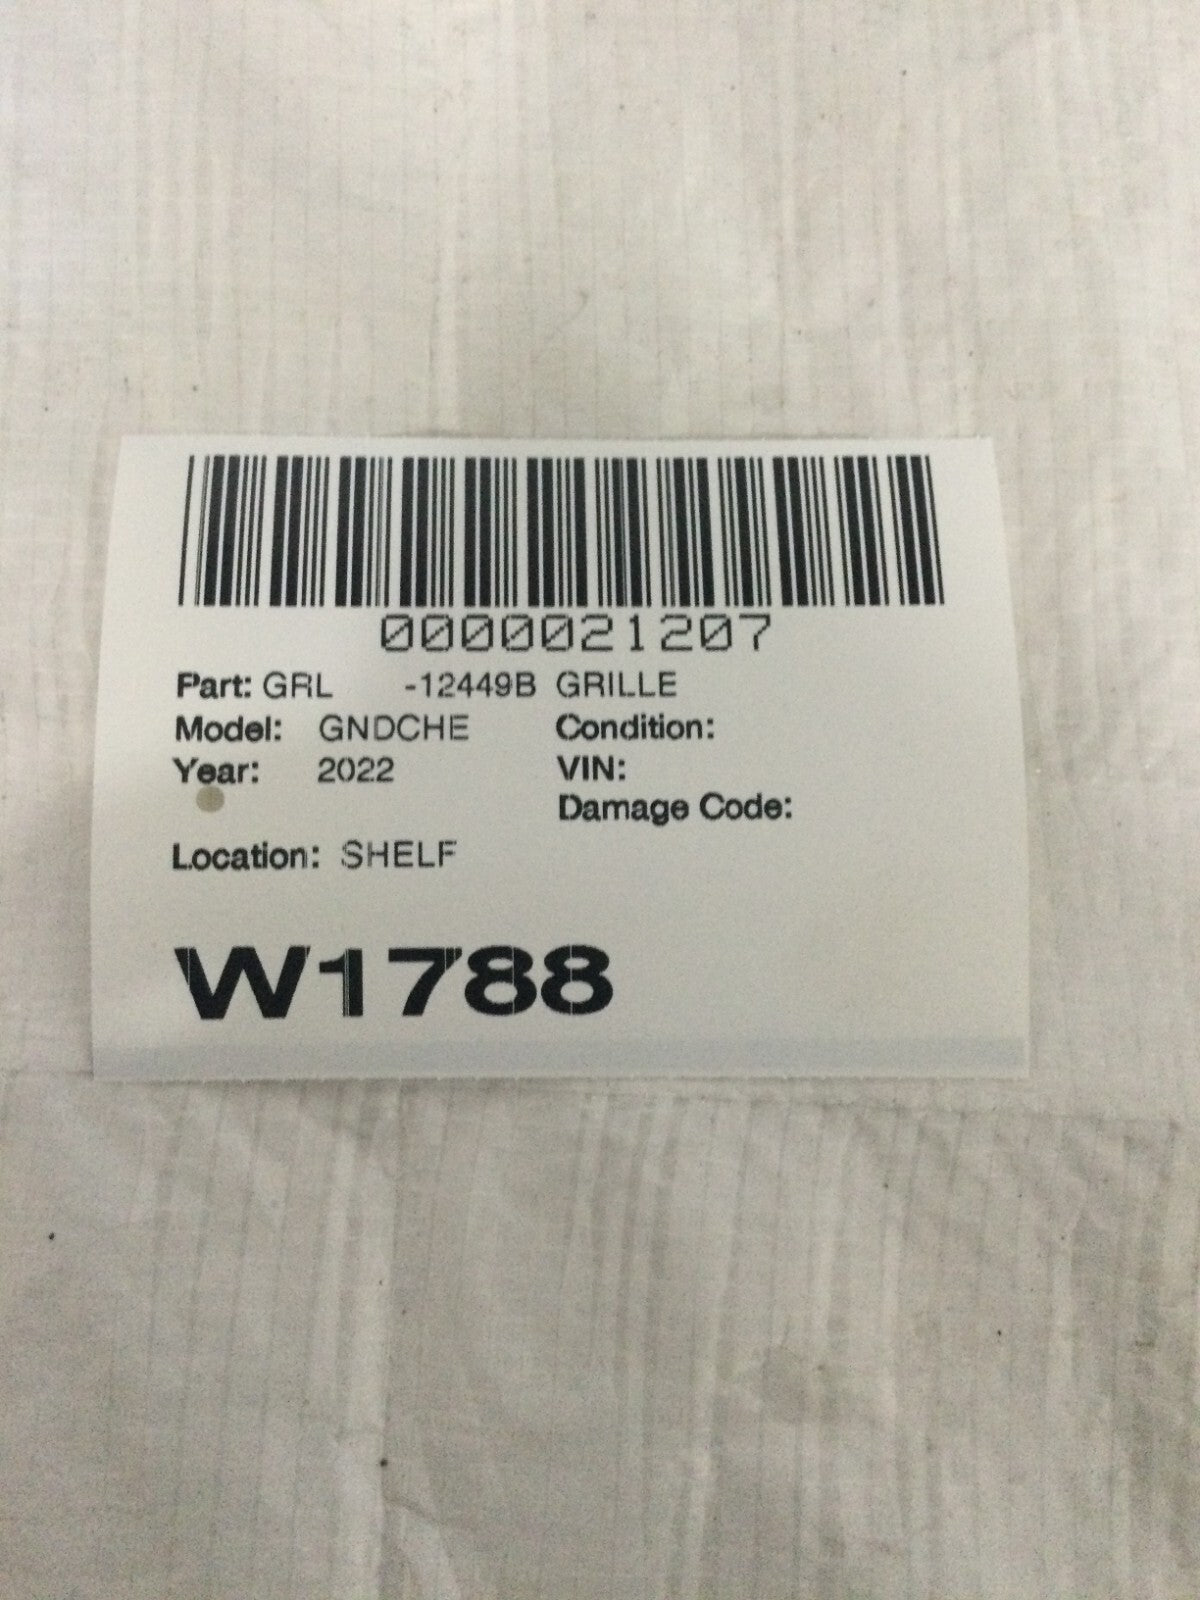 0000021207
Part: GRL -12449B GRILLE
Model: GNDCHE Condition:
Year: 2022 VIN:
Damage Code:
Location: SHELF
W1788